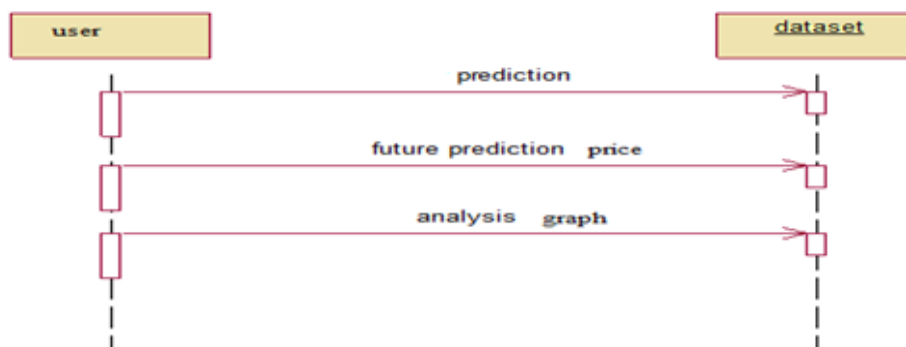 user
dataset
prediction
future prediction price
analysis graph